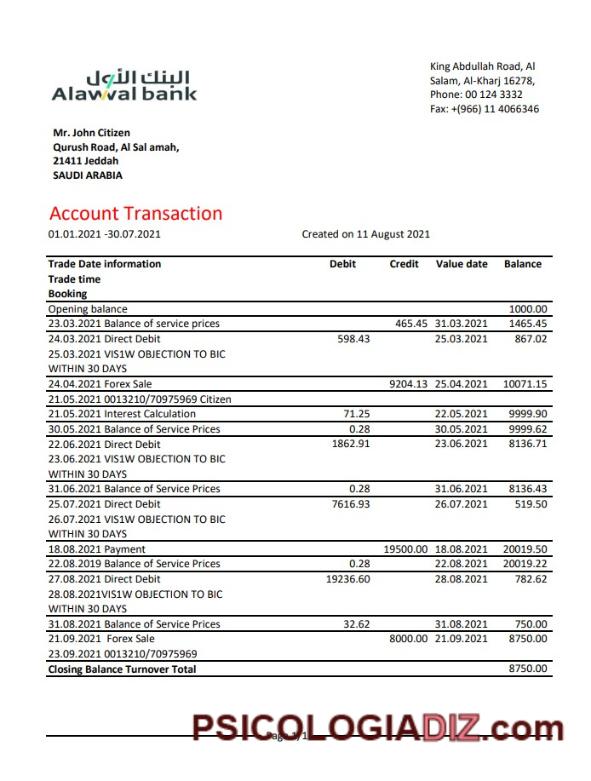 البنك الأول
Alawwal bank
King Abdullah Road, Al
Salam, Al-Kharj 16278,
Phone: 00 124 3332
Fax: +(966) 11 4066346
Mr. John Citizen
Qurush Road, Al Sal amah,
21411 Jeddah
SAUDI ARABIA
Account Transaction
01.01.2021 -30.07.2021 Created on 11 August 2021
Trade Date information Debit Credit Value date Balance
Trade time
Booking
Opening balance 1000.00
23.03.2021 Balance of service prices 465.45 31.03.2021 1465.45
24.03.2021 Direct Debit 598.43 25.03.2021 867.02
25.03.2021 VIS1W OBJECTION TO BIC
WITHIN 30 DAYS
24.04.2021 Forex Sale 9204.13 25.04.2021 10071.15
21.05.2021 0013210/70975969 Citizen
21.05.2021 Interest Calculation 71.25 22.05.2021 9999.90
30.05.2021 Balance of Service Prices 0.28 30.05.2021 9999.62
22.06.2021 Direct Debit 1862.91 23.06.2021 8136.71
23.06.2021 VIS1W OBJECTION TO BIC
WITHIN 30 DAYS
31.06.2021 Balance of Service Prices 0.28 31.06.2021 8136.43
25.07.2021 Direct Debit 7616.93 26.07.2021 519.50
26.07.2021 VIS1W OBJECTION TO BIC
WITHIN 30 DAYS
18.08.2021 Payment 19500.00 18.08.2021 20019.50
22.08.2019 Balance of Service Prices 0.28 22.08.2021 20019.22
27.08.2021 Direct Debit 19236.60 28.08.2021 782.62
28.08.2021VIS1W OBJECTION TO BIC
WITHIN 30 DAYS
31.08.2021 Balance of Service Prices 32.62 31.08.2021 750.00
21.09.2021 Forex Sale 8000.00 21.09.2021 8750.00
23.09.2021 0013210/70975969
Closing Balance Turnover Total 8750.00
Page 1/1
PSICOLOGIADIZ.com